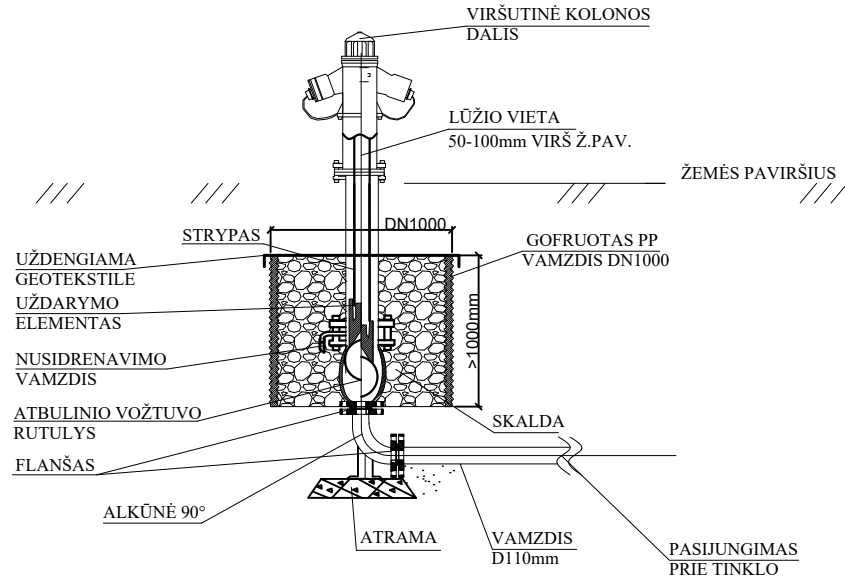 VIRŠUTINĖ KOLONOS
DALIS
LŪŽIO VIETA
50-100mm VIRŠ Ž.PAV.
ŽEMĖS PAVIRŠIUS
STRYPAS
DN1000
GOFRUOTAS PP
VAMZDIS DN1000
UŽDENGIAMA
GEOTEKSTILE
UŽDARYMO
ELEMENTAS
>1000mm
NUSIDRENAVIMO
VAMZDIS
ATBULINIO VOŽTUVO
RUTULYS
SKALDA
FLANŠAS
ALKŪNĖ 90°
ATRAMA
VAMZDIS
D110mm
PASIJUNGIMAS
PRIE TINKLO